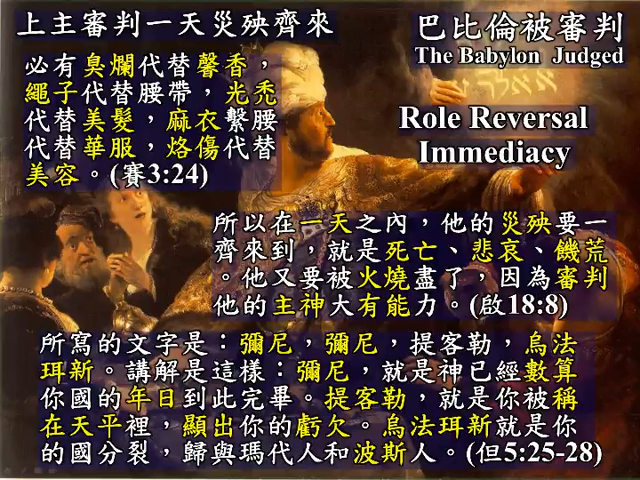 上主審判一天災殃齊來
巴比倫被審判
The Babylon Judged
必有臭爛代替馨香，
繩子代替腰帶，光禿
代替美髮，麻衣繫腰
代替華服，烙傷代替
美容。(賽3:24)
Role Reversal
Immediacy
所以在一天之內，他的災殃要一
齊來到，就是死亡、悲哀、饑荒
。他又要被火燒盡了，因為審判
他的主神大有能力。(啟18:8)
所寫的文字是：彌尼，彌尼，提客勒，烏法
珥新。講解是這樣：彌尼，就是神已經數算
你國的年日到此完畢。提客勒，就是你被稱
在天平裡，顯出你的虧欠。烏法珥新就是你
的國分裂，歸與瑪代人和波斯人。(但5:25-28)